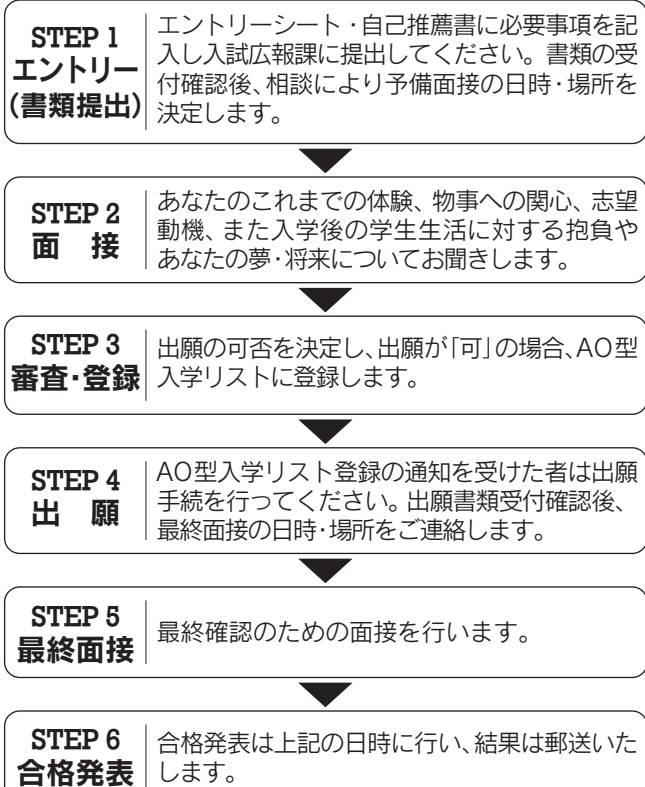 STEP 1
エントリー
(書類提出)
エントリーシート・自己推薦書に必要事項を記
入し入試広報課に提出してください。書類の受
付確認後、相談により予備面接の日時・場所を
決定します。
STEP 2
面　接
あなたのこれまでの体験、物事への関心、志望
動機、また入学後の学生生活に対する抱負や
あなたの夢・将来についてお聞きします。
STEP 3
審査・登録
出願の可否を決定し、出願が「可」の場合、AO型
入学リストに登録します。
STEP 4
出　願
AO型入学リスト登録の通知を受けた者は出願
手続を行ってください。出願書類受付確認後、
最終面接の日時・場所をご連絡します。
STEP 5
最終面接
最終確認のための面接を行います。
STEP 6
合格発表
合格発表は上記の日時に行い、結果は郵送いた
します。